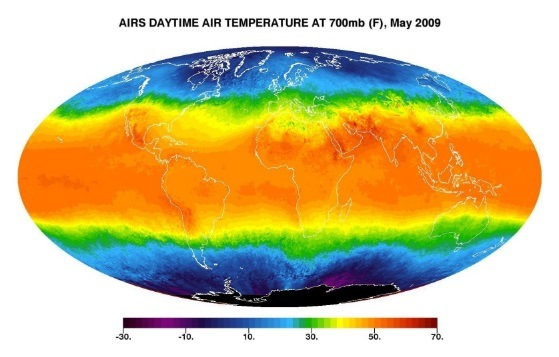 AIRS DAYTIME AIR TEMPERATURE AT 700mb (F), May 2009
-30. -10. 10. 30. 50. 70.